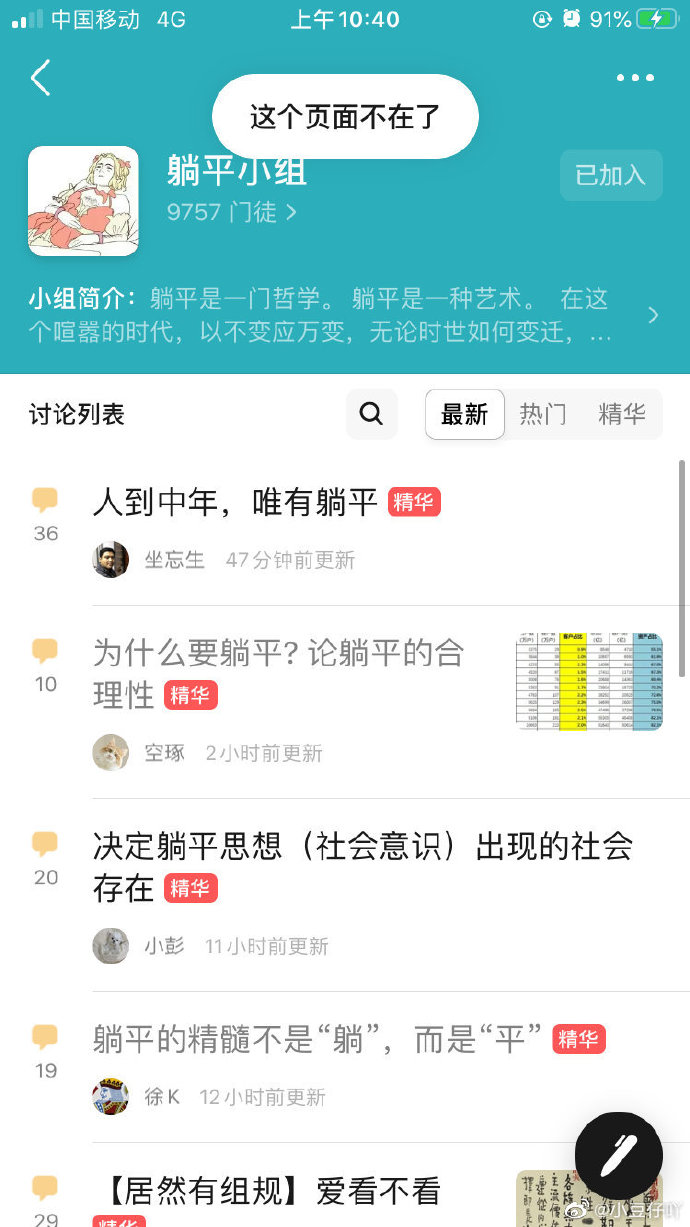 中国移动 4G 上午10:40 91%
这个页面不在了
躺平小组
已加入
9757 门徒 >
小组简介：躺平是一门哲学。 躺平是一种艺术。 在这
个喧嚣的时代，以不变应万变，无论时世如何变迁，...
讨论列表
最新 热门 精华
人到中年，唯有躺平 精华
36
坐忘生 47分钟前更新
为什么要躺平? 论躺平的合
理性 精华
10
客户占比
资产占比
空琢 2小时前更新
决定躺平思想（社会意识）出现的社会
存在 精华
20
小彭 11小时前更新
躺平的精髓不是“躺”，而是“平” 精华
19
徐K 12小时前更新
【居然有组规】爱看不看
精华
29
@小豆仔吖